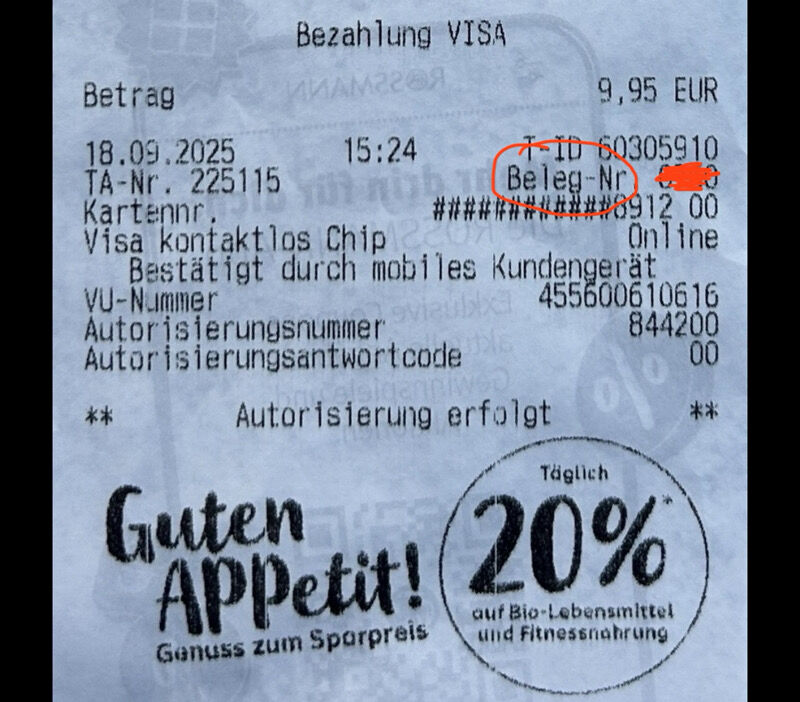 Bezahlung VISA
Betrag 9,95 EUR
18.09.2025 15:24 T-ID 60305910
TA-Nr. 225115 Beleg-Nr
Kartennr. ############8912 00
Visa kontaktlos Chip Online
Bestätigt durch mobiles Kundengerät
VU-Nummer 455600610616
Autorisierungsnummer 844200
Autorisierungsantwortcode 00
** Autorisierung erfolgt **
Guten
APPetit!
Genuss zum Sparpreis
Täglich
20%*
auf Bio-Lebensmittel
und Fitnessnahrung